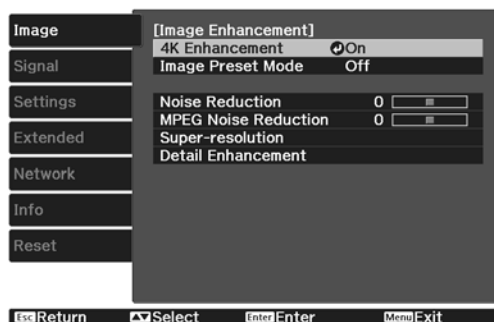 Image
Signal
Settings
Extended
Network
Info
Reset
[Image Enhancement]
4K Enhancement On
Image Preset Mode Off
Noise Reduction 0
MPEG Noise Reduction 0
Super-resolution
Detail Enhancement
Esc Return Select Enter Enter Menu Exit